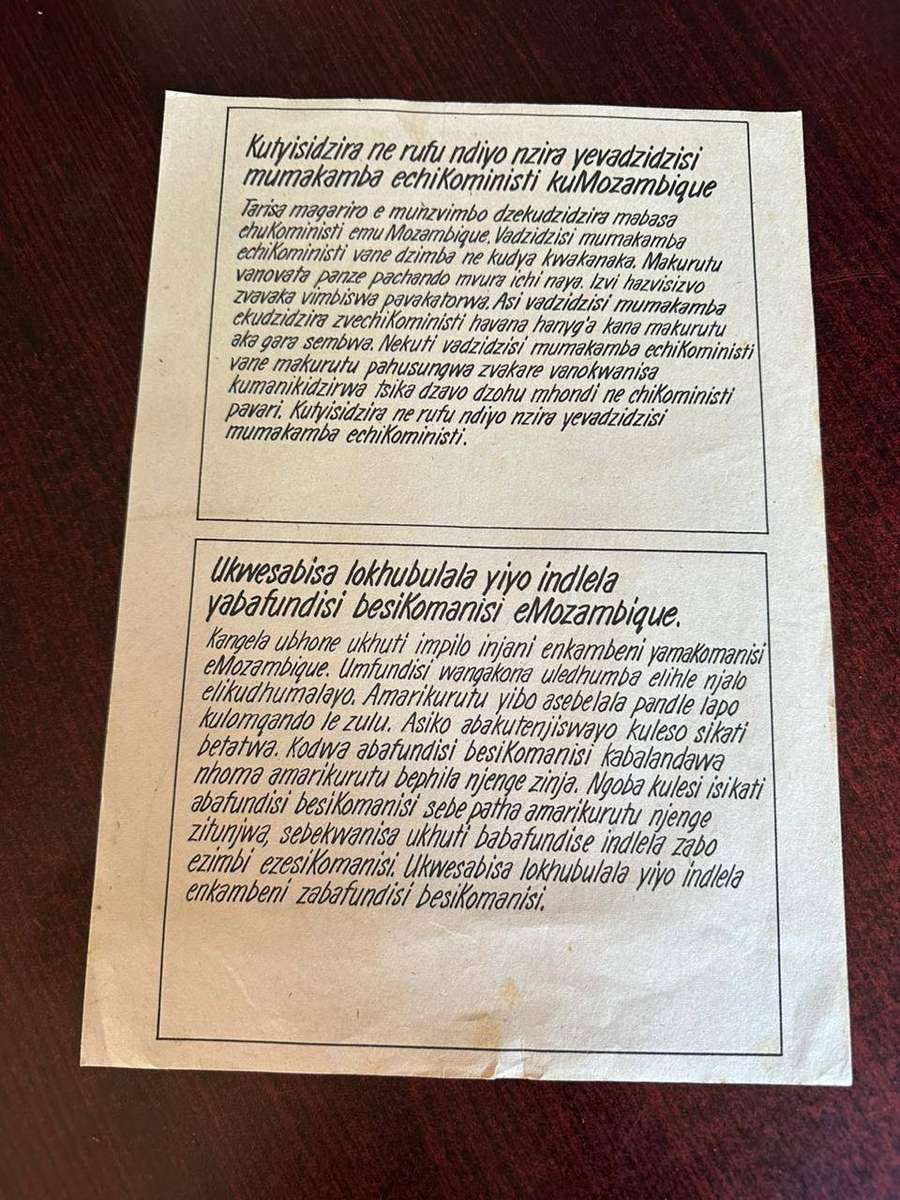 Kutyisidzira ne rufu ndiyo nzira yevadzidzisi
mumakamba echiKoministi kuMozambique
Tarisa magariro e munzvimbo dzekudzidzira mabasa
ehuKoministi emu Mozambique. Vadzidzisi mumakamba
echiKoministi vane dzimba ne kudya kwakanaka. Makurutu
vanovata panze pachando mvura ichi naya. Izvi hazvisizvo
zvavaka vimbiswa pavakatorwa. Asi vadzidzisi mumakamba
ekudzidzira zvechiKoministi havana hanyg'a kana makurutu
aka gara sembwa. Nekuti vadzidzisi mumakamba echiKoministi
vane makurutu pahusungwa zvakare vanokwanisa
kumanikidzirwa tsika dzavo dzohu mhondi ne chiKoministi
pavari. Kutyisidzira ne rufu ndiyo nzira yevadzidzisi
mumakamba echiKoministi.
Ukwesabisa lokhubulala yiyo indlela
yabafundisi besiKomanisi eMozambique.
Kangela ubhone ukhuti impilo injani enkambeni yamaKomanisi
eMozambique. Umfundisi wangakona uledhumba elihle njalo
elikudhumalayo. Amarikurutu yibo asebelala pandle lapo
kulomqando le zulu. Asiko abakutenjiswayo kuleso sikati
betatwa. Kodwa abafundisi besiKomanisi kabalandawa
nhoma amarikurutu bephila njenge zinja. Ngoba kulesi isikati
abafundisi besiKomanisi sebe patha amarikurutu njenge
zitunjwa, sebekwanisa ukhuti babafundise indlela zabo
ezimbi ezesiKomanisi. Ukwesabisa lokhubulala yiyo indlela
enkambeni zabafundisi besiKomanisi.